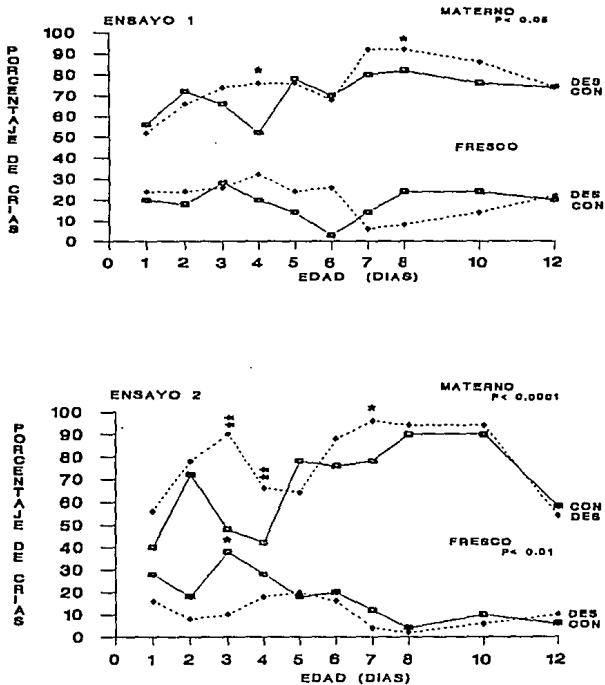 ENSAYO 1
MATERNO
P< 0.05
PORCENTAJE DE CRIAS
100
90
80
70
60
50
40
30
20
10
0
* *
DES
CON
FRESCO
DES
CON
0 1 2 3 4 5 6 7 8 10 12
EDAD (DIAS)
ENSAYO 2
MATERNO
P< 0.0001
PORCENTAJE DE CRIAS
100
90
80
70
60
50
40
30
20
10
0
** ** * *
CON
DES
FRESCO
P< 0.01
DES
CON
0 1 2 3 4 5 6 7 8 10 12
EDAD (DIAS)